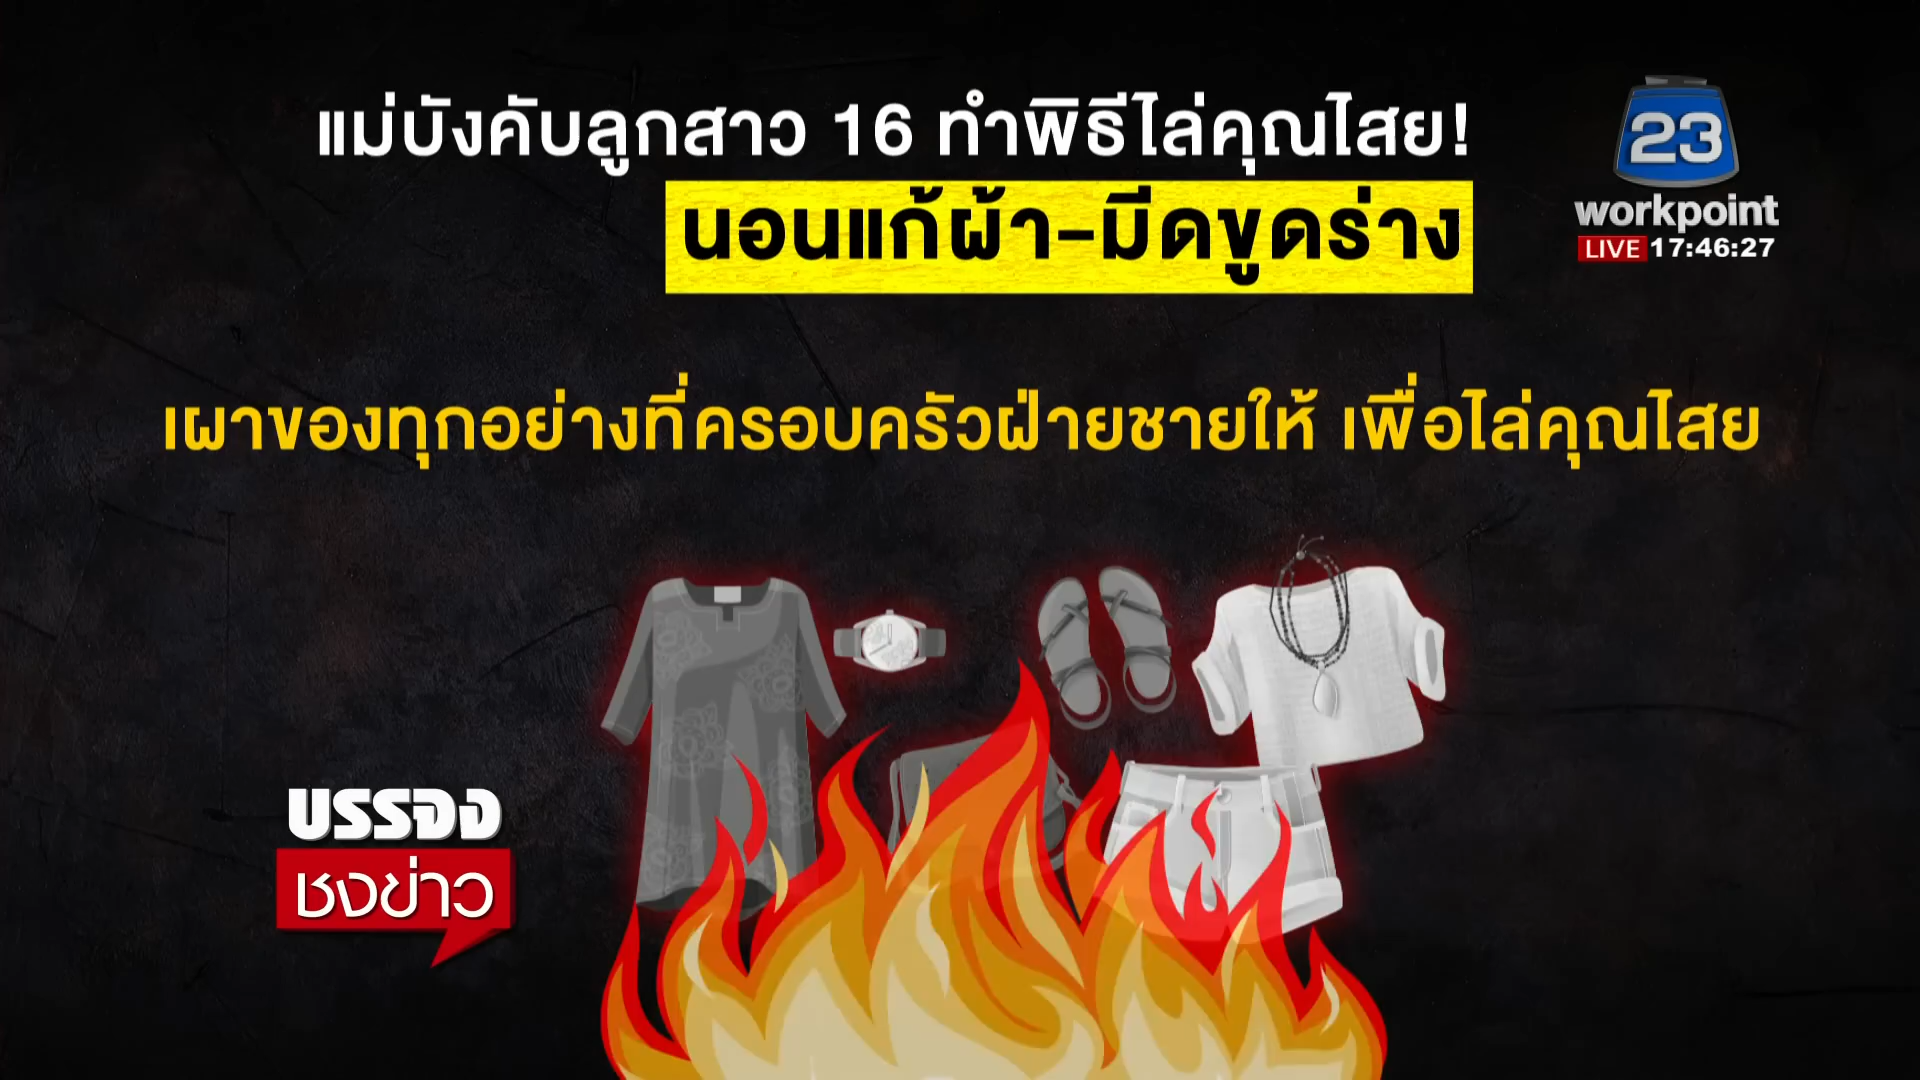 แม่บังคับลูกสาว 16 ทำพิธีไล่คุณไสย!
นอนแก้ผ้า-มีดขูดร่าง
23
workpoint
LIVE 17:46:27
เผาของทุกอย่างที่ครอบครัวฝ่ายชายให้ เพื่อไล่คุณไสย
บรรจง
ชงข่าว